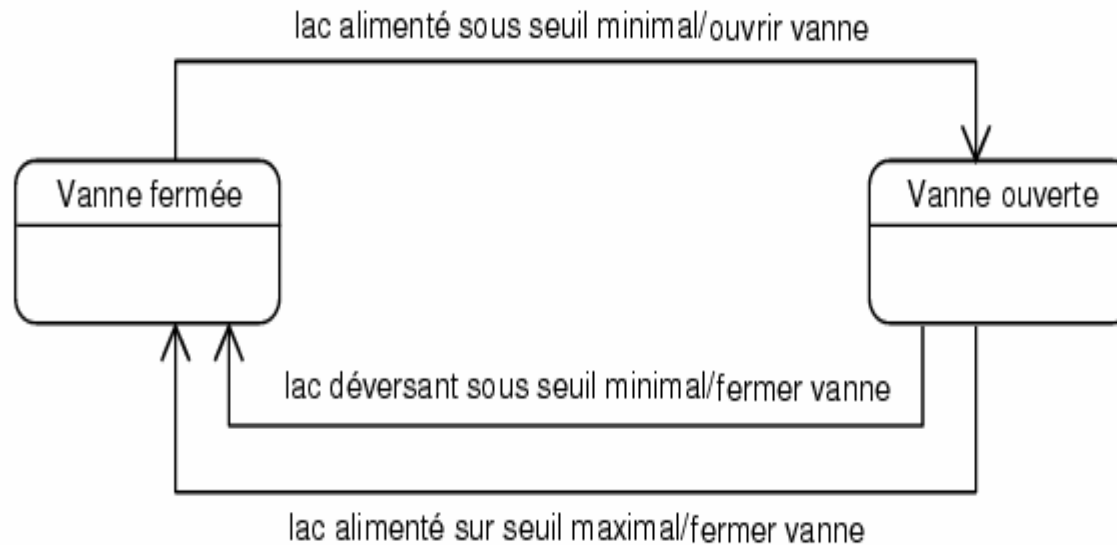 lac alimenté sous seuil minimal/ouvrir vanne
Vanne fermée
Vanne ouverte
lac déversant sous seuil minimal/fermer vanne
lac alimenté sur seuil maximal/fermer vanne